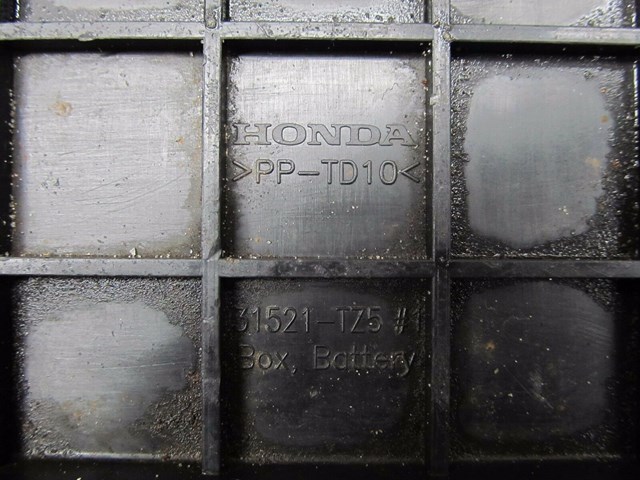 HONDA
>PP-TD10<
31521-TZ5 #1
Box, Battery